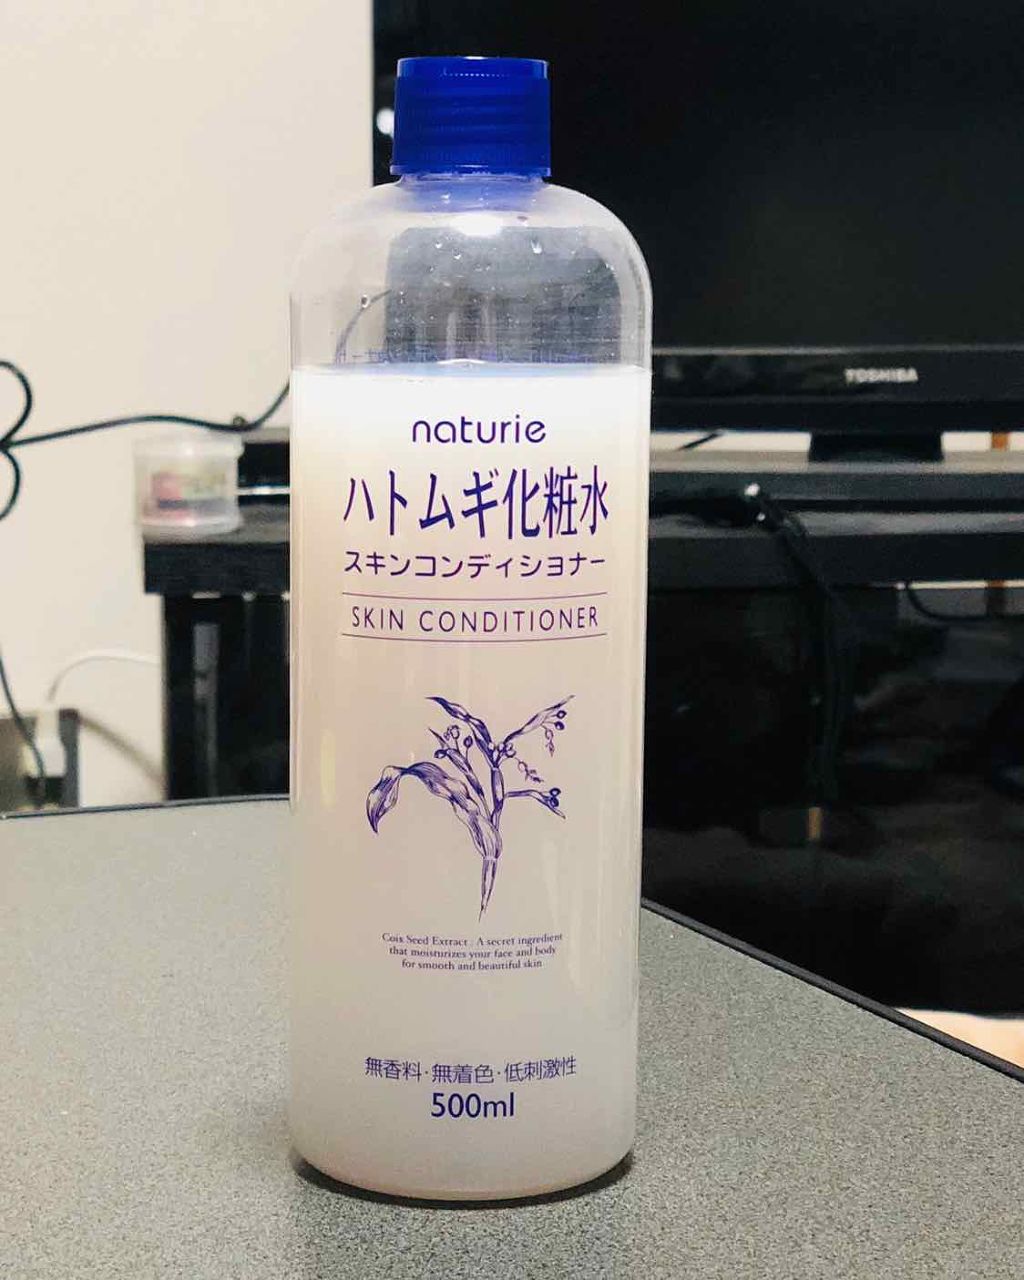 naturie
ハトムギ化粧水
スキンコンディショナー
SKIN CONDITIONER
Coix Seed Extract : A secret ingredient
that moisturizes your face and body
for smooth and beautiful skin
無香料・無着色・低刺激性
500ml
TOSHIBA